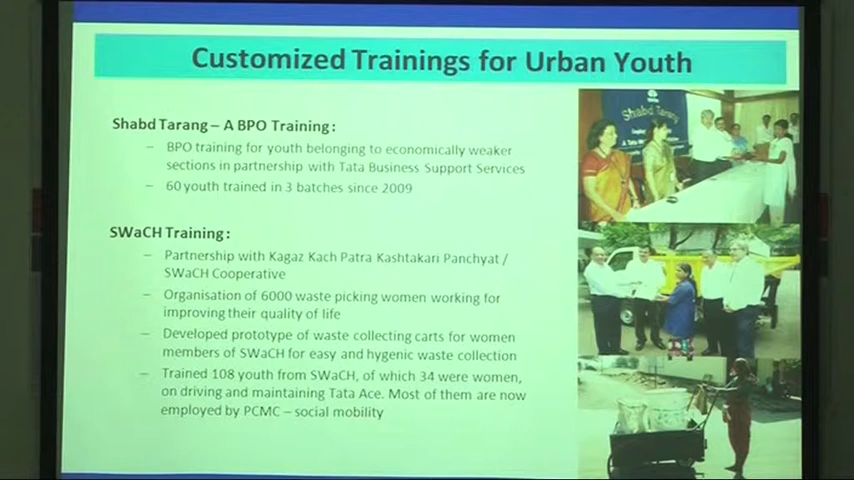 Customized Trainings for Urban Youth
Shabd Tarang – A BPO Training:
– BPO training for youth belonging to economically weaker
sections in partnership with Tata Business Support Services
– 60 youth trained in 3 batches since 2009
SWaCH Training:
– Partnership with Kagaz Kach Patra Kashtakari Panchyat /
SWaCH Cooperative
– Organisation of 6000 waste picking women working for
improving their quality of life
– Developed prototype of waste collecting carts for women
members of SWaCH for easy and hygenic waste collection
– Trained 108 youth from SWaCH, of which 34 were women,
on driving and maintaining Tata Ace. Most of them are now
employed by PCMC – social mobility
Shabd Tarang